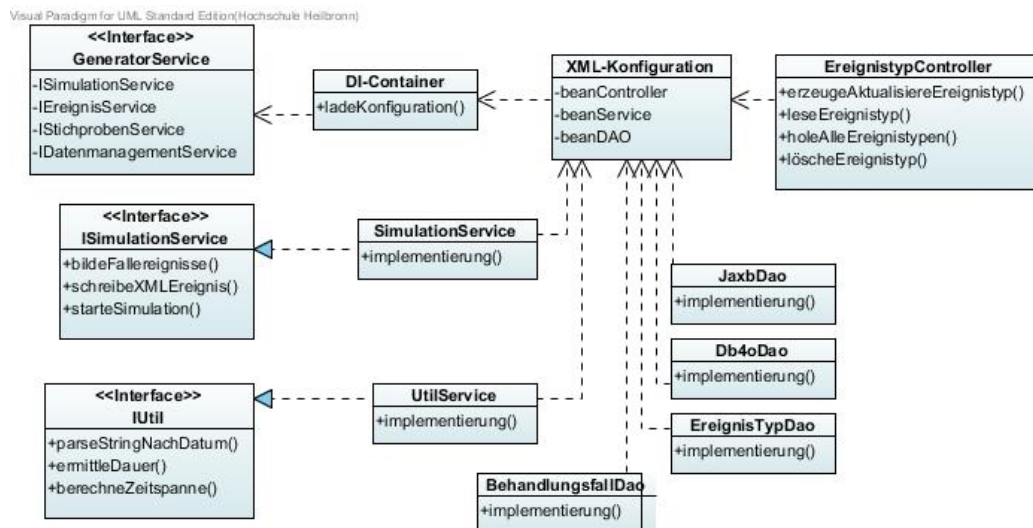 Visual Paradigm for UML Standard Edition(Hochschule Heilbronn)
<<Interface>>
GeneratorService
-ISimulationService
-IEreignisService
-IStichprobenService
-IDatenmanagementService
DI-Container
+ladeKonfiguration()
XML-Konfiguration
-beanController
-beanService
-beanDAO
EreignistypController
+erzeugeAktualisiereEreignistyp()
+leseEreignistyp()
+holeAlleEreignistypen()
+löscheEreignistyp()
<<Interface>>
ISimulationService
+bildeFallereignisse()
+schreibeXMLEreignis()
+starteSimulation()
SimulationService
+implementierung()
JaxbDao
+implementierung()
Db4oDao
+implementierung()
<<Interface>>
IUtil
+parseStringNachDatum()
+ermittleDauer()
+berechneZeitspanne()
UtilService
+implementierung()
EreignisTypDao
+implementierung()
BehandlungsfallDao
+implementierung()